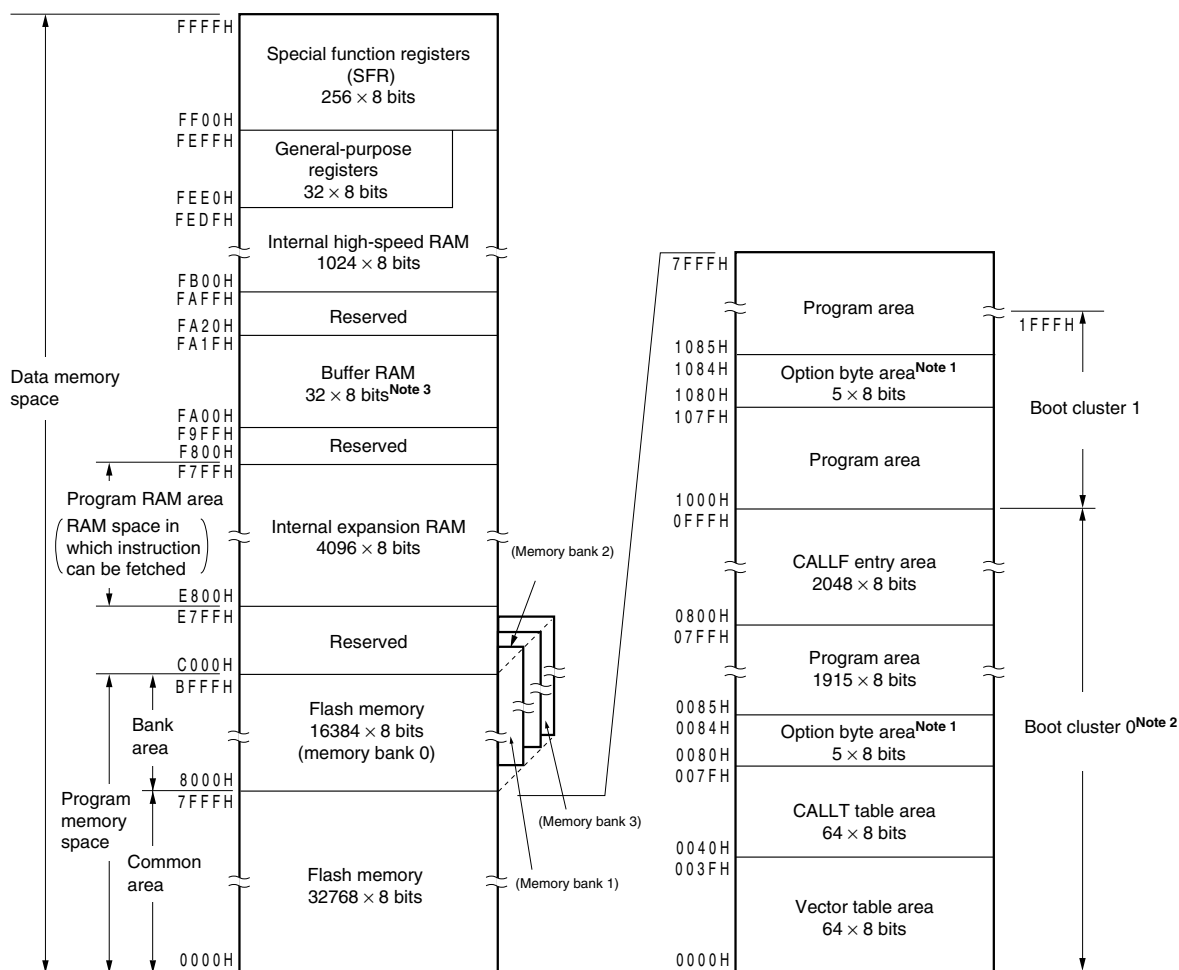 FFFFH
Special function registers
(SFR)
256 × 8 bits
FF00H
FEFFH
General-purpose
registers
32 × 8 bits
FEE0H
FEDFH
Internal high-speed RAM
1024 × 8 bits
FB00H
FAFFH
Reserved
FA20H
FA1FH
Buffer RAM
32 × 8 bits Note 3
FA00H
F9FFH
Reserved
F800H
F7FFH
Data memory
space
Program RAM area
RAM space in
which instruction
can be fetched
Internal expansion RAM
4096 × 8 bits
E800H
E7FFH
Reserved
C000H
BFFFH
Flash memory
16384 × 8 bits
(memory bank 0)
Bank
area
8000H
7FFFH
Program
memory
space
Common
area
Flash memory
32768 × 8 bits
0000H
(Memory bank 2)
(Memory bank 3)
(Memory bank 1)
7FFFH
Program area
1FFFH
1085H
1084H
Option byte area Note 1
5 × 8 bits
1080H
107FH
Boot cluster 1
Program area
1000H
0FFFH
CALLF entry area
2048 × 8 bits
0800H
07FFH
Program area
1915 × 8 bits
0085H
0084H
Option byte area Note 1
5 × 8 bits
Boot cluster 0 Note 2
0080H
007FH
CALLT table area
64 × 8 bits
0040H
003FH
Vector table area
64 × 8 bits
0000H